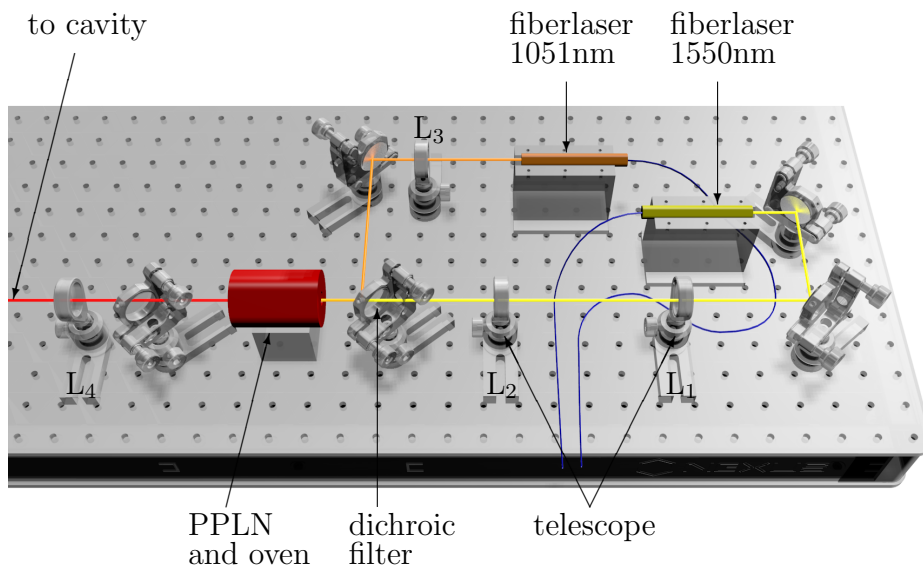 to cavity
fiberlaser
1051nm
fiberlaser
1550nm
L3
L4
L2
L1
PPLN
and oven
dichroic
filter
telescope